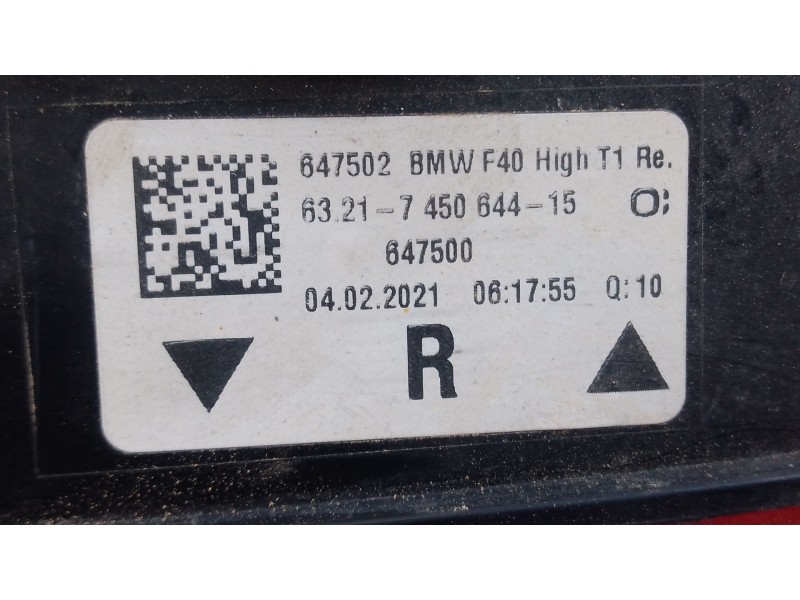 647502 BMW F40 High T1 Re.
63.21-7 450 644-15 O:
647500
04.02.2021 06:17:55 Q:10
R